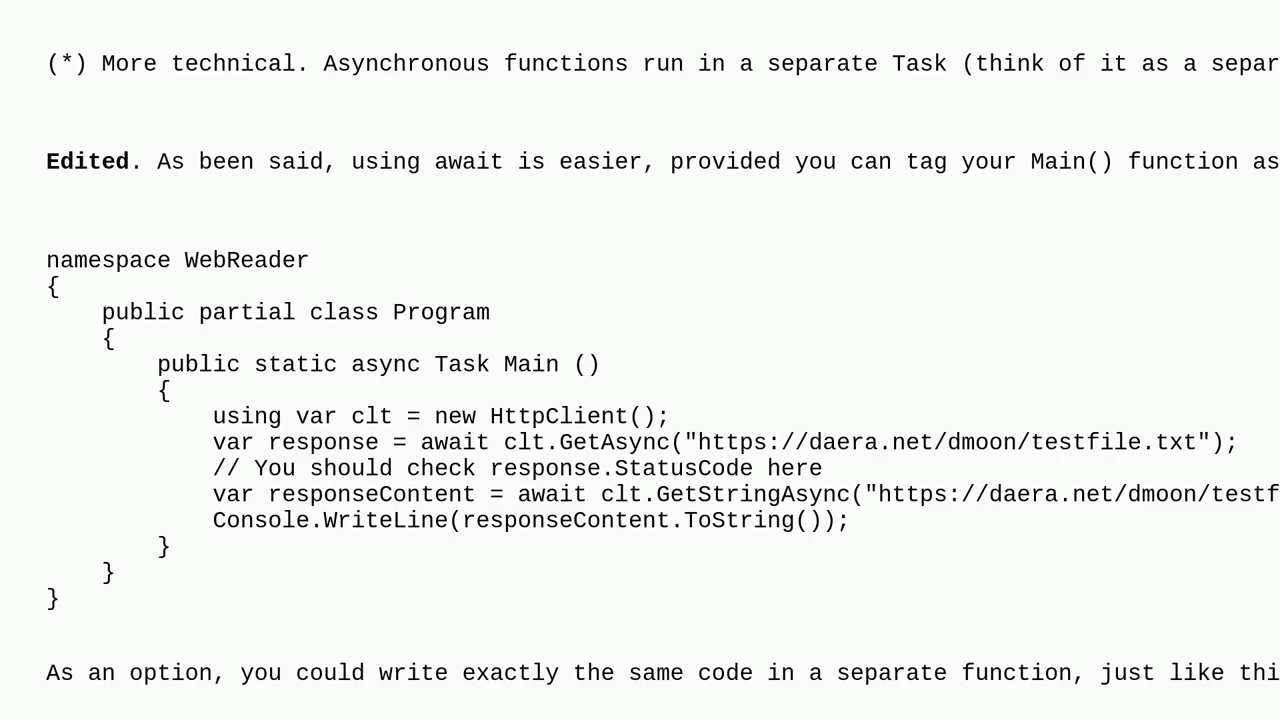 (*) More technical. Asynchronous functions run in a separate Task (think of it as a
Edited. As been said, using await is easier, provided you can tag your Main() function
namespace WebReader
{
    public partial class Program
    {
        public static async Task Main ()
        {
            using var clt = new HttpClient();
            var response = await clt.GetAsync("https://daera.net/dmoon/testfile.txt");
            // You should check response.StatusCode here
            var responseContent = await clt.GetStringAsync("https://daera.net/dmoon/testf
            Console.WriteLine(responseContent.ToString());
        }
    }
}
As an option, you could write exactly the same code in a separate function, just like